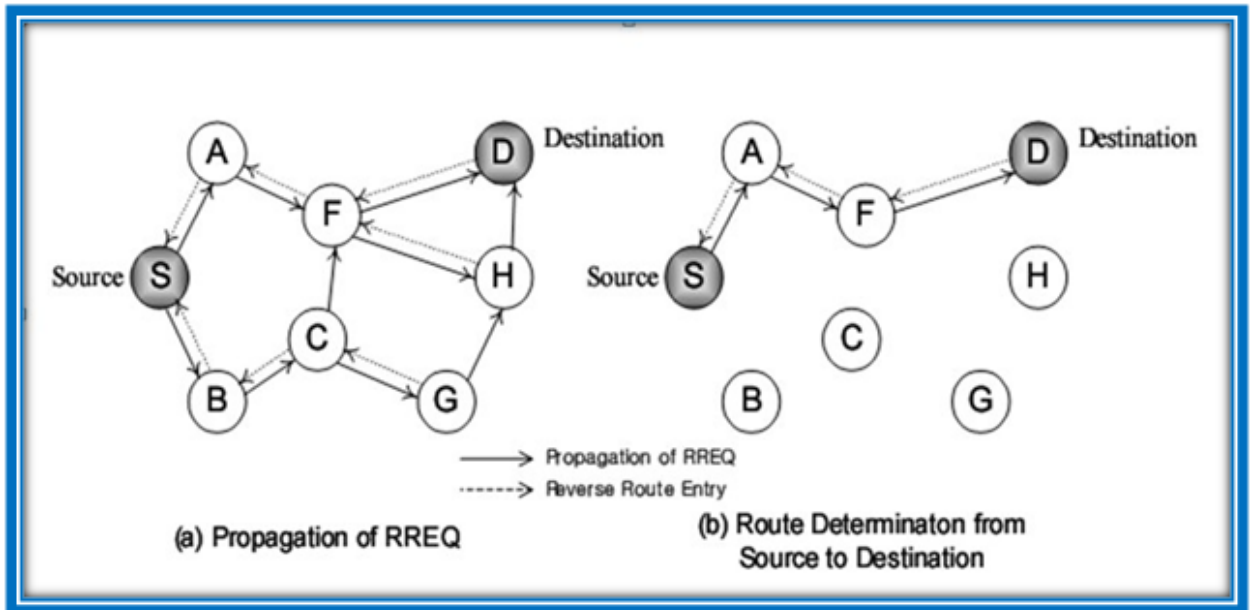 A
D
Destination
F
Source
S
H
C
B
G
A
D
Destination
F
Source
S
H
C
B
G
Propagation of RREQ
Reverse Route Entry
(a) Propagation of RREQ
(b) Route Determinaton from
Source to Destination